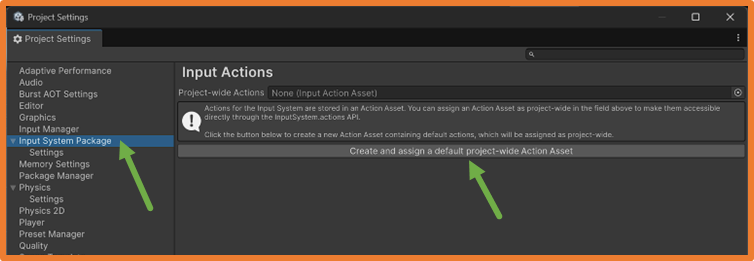 Project Settings
Project Settings
Adaptive Performance
Audio
Burst AOT Settings
Editor
Graphics
Input Manager
Input System Package
Settings
Memory Settings
Package Manager
Physics
Settings
Physics 2D
Player
Preset Manager
Quality
Input Actions
Project-wide Actions None (Input Action Asset)
Actions for the Input System are stored in an Action Asset. You can assign an Action Asset as project-wide in the field above to make them accessible
directly through the InputSystem.actions API.
Click the button below to create a new Action Asset containing default actions, which will be assigned as project-wide.
Create and assign a default project-wide Action Asset